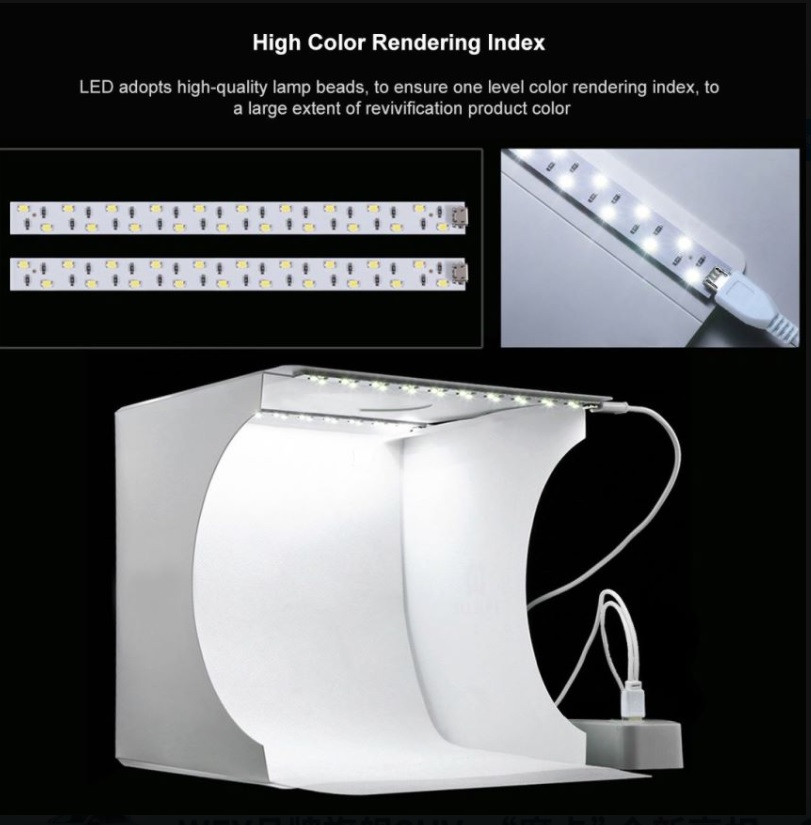 High Color Rendering Index
LED adopts high-quality lamp beads, to ensure one level color rendering index, to
a large extent of revivification product color